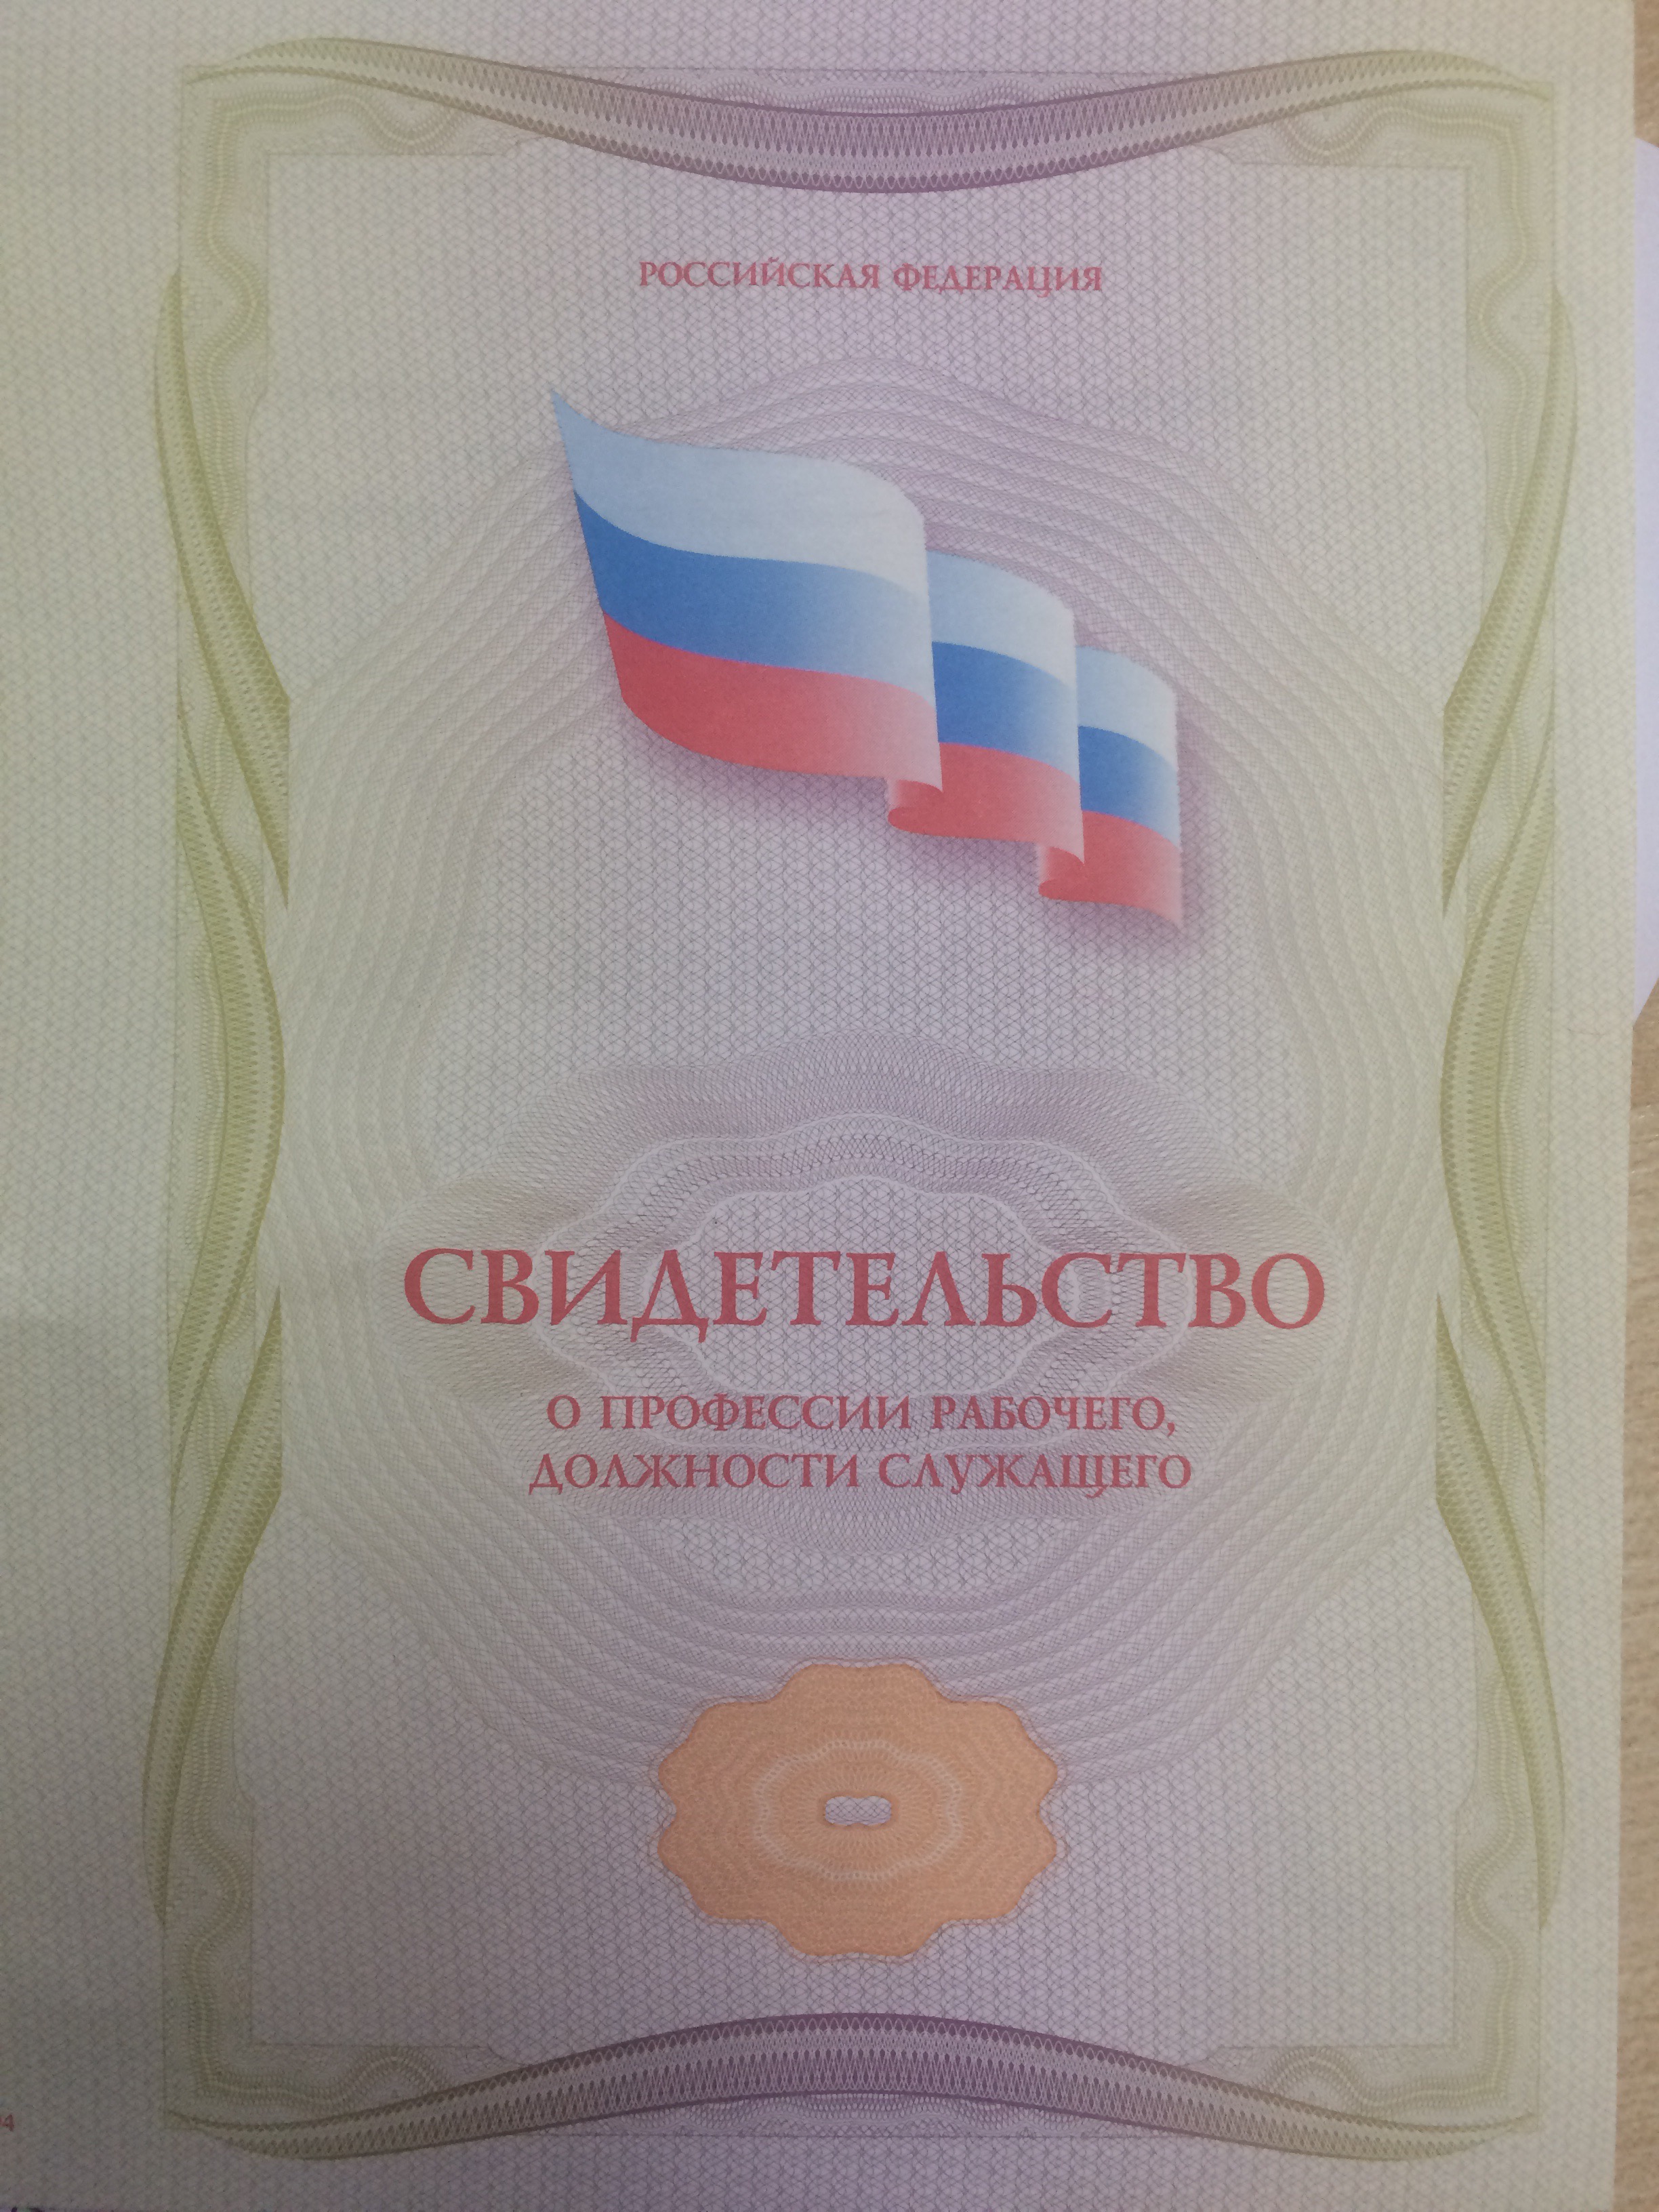 РОССИЙСКАЯ ФЕДЕРАЦИЯ
СВИДЕТЕЛЬСТВО
О ПРОФЕССИИ РАБОЧЕГО,
ДОЛЖНОСТИ СЛУЖАЩЕГО